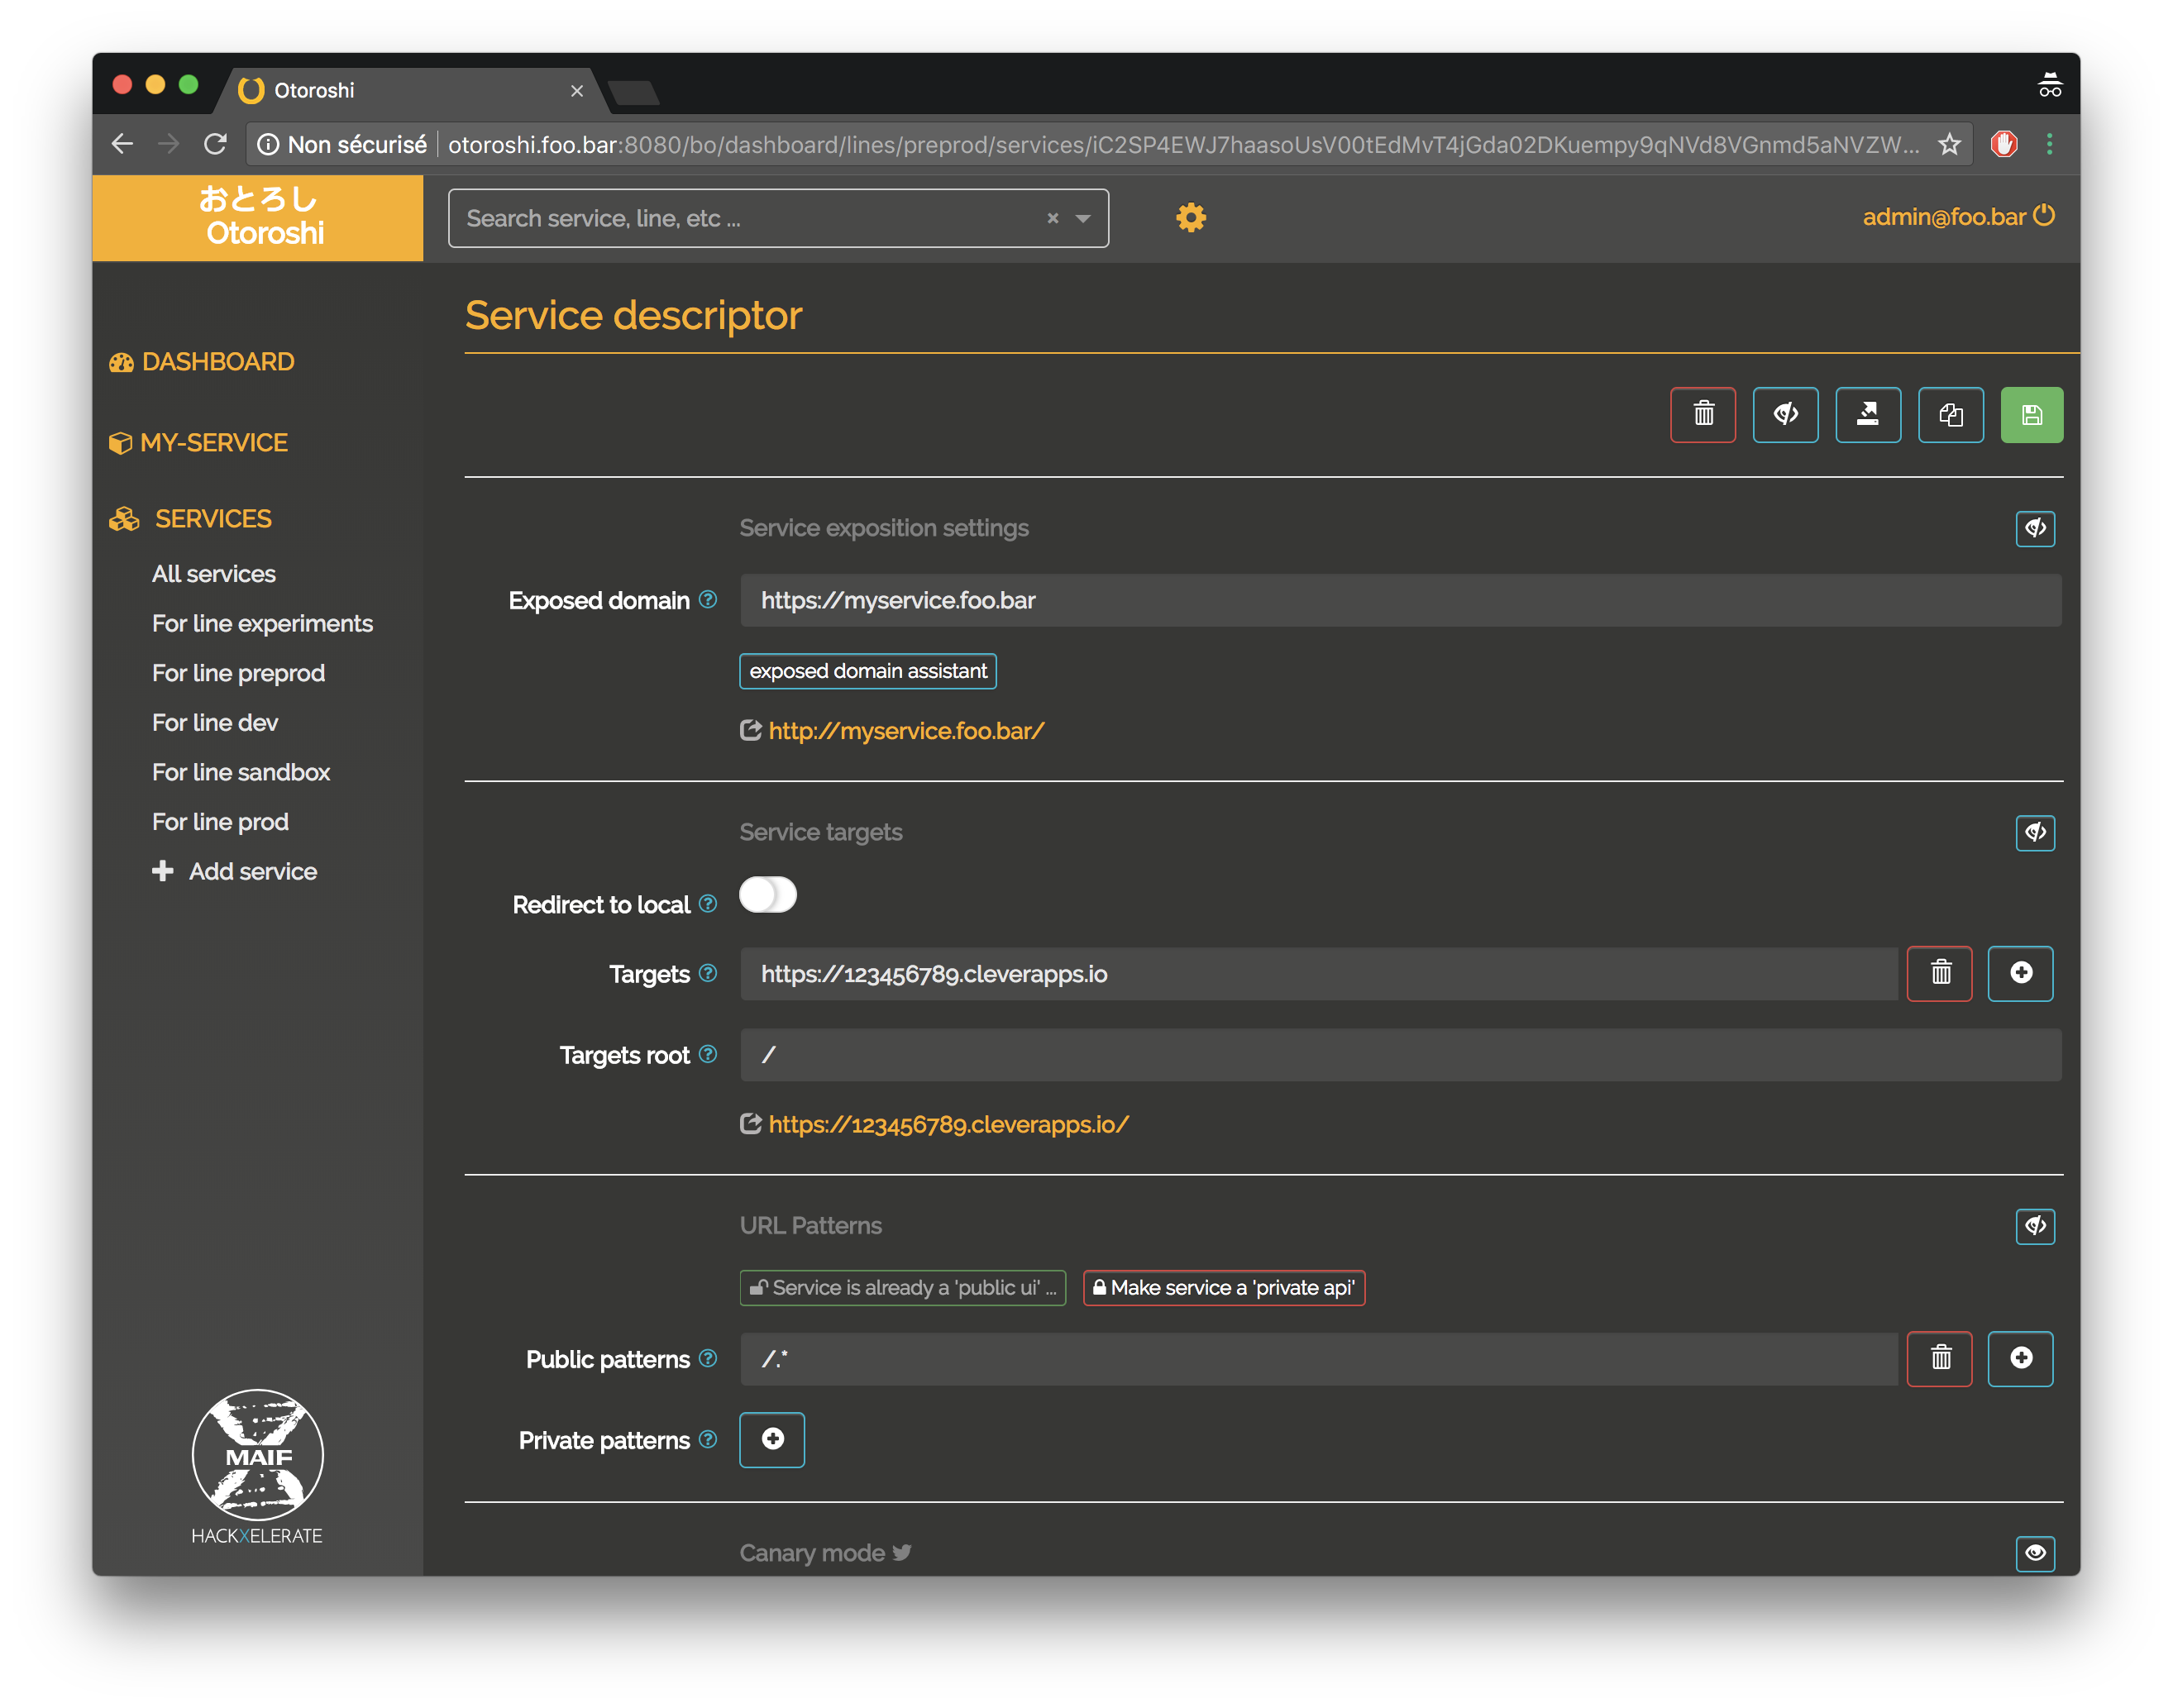 Otoroshi
Non sécurisé otoroshi.foo.bar:8080/bo/dashboard/lines/preprod/services/iC2SP4EWJ7haasoUsV00tEdMvT4jGda02DKuempy9qNVd8VGnmd5aNVZW...
おとろし
Otoroshi
Search service, line, etc ...
admin@foo.bar
DASHBOARD
MY-SERVICE
SERVICES
All services
For line experiments
For line preprod
For line dev
For line sandbox
For line prod
Add service
MAIF
HACKXELERATE
Service descriptor
Service exposition settings
Exposed domain https://myservice.foo.bar
exposed domain assistant
http://myservice.foo.bar/
Service targets
Redirect to local
Targets https://123456789.cleverapps.io
Targets root /
https://123456789.cleverapps.io/
URL Patterns
Service is already a 'public ui' ... Make service a 'private api'
Public patterns /.*
Private patterns
Canary mode